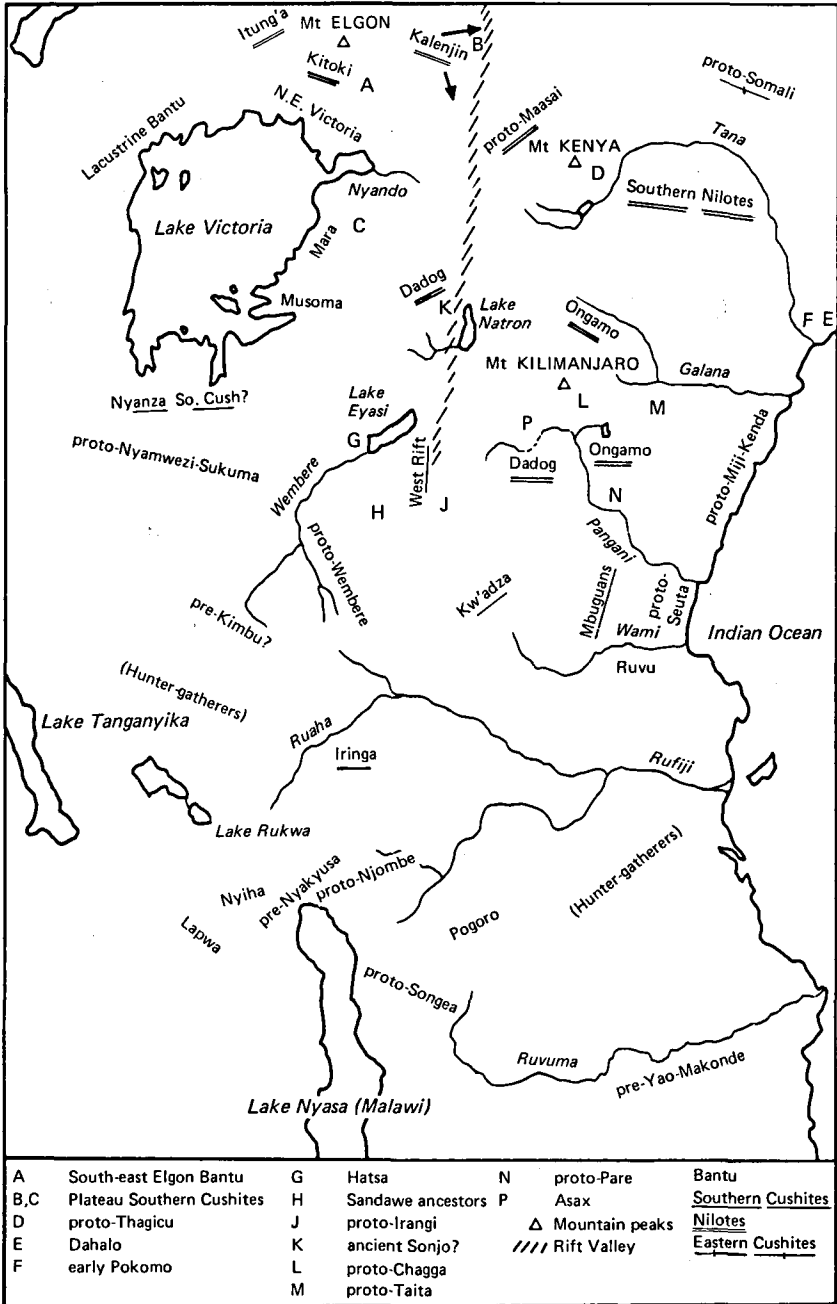 Itung'a
Mt ELGON
Kalenjin
B
Kitoki
A
proto-Somali
N.E. Victoria
Lacustrine Bantu
proto-Maasai
Mt KENYA
D
Tana
Nyando
Southern Nilotes
Lake Victoria
Mara
C
Dadog
K
Musoma
Lake
Natron
Ongamo
F E
Mt KILIMANJARO
Galana
L
M
Nyanza So. Cush?
Lake
Eyasi
proto-Nyamwezi-Sukuma
G
P
Dadog
Ongamo
West Rift
Wembere
H
J
N
proto-Miji-Kenda
proto-Wembere
Pangani
pre-Kimbu?
Kw'adza
Mbuguans
proto-
Seuta
Wami
Indian Ocean
Ruvu
(Hunter-gatherers)
Lake Tanganyika
Ruaha
Iringa
Rufiji
Lake Rukwa
Nyiha
pre-Nyakyusa
proto-Njombe
(Hunter-gatherers)
Lapwa
Pogoro
proto-Songea
Ruvuma
pre-Yao-Makonde
Lake Nyasa (Malawi)
A South-east Elgon Bantu G Hatsa N proto-Pare Bantu
B,C Plateau Southern Cushites H Sandawe ancestors P Asax Southern Cushites
D proto-Thagicu J proto-Irangi Mountain peaks Nilotes
E Dahalo K ancient Sonjo? Rift Valley Eastern Cushites
F early Pokomo L proto-Chagga
M proto-Taita